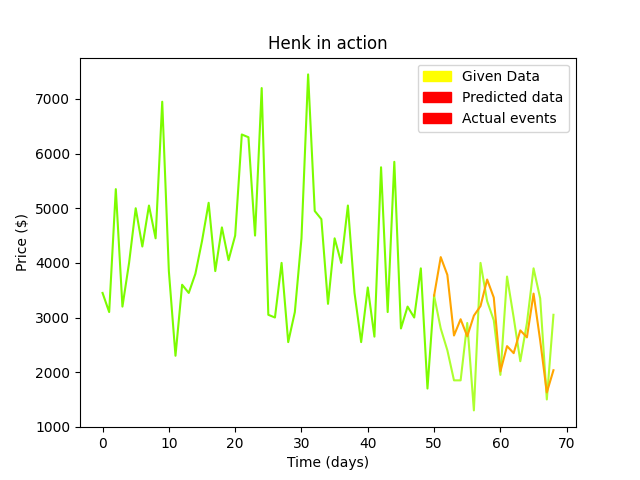 Henk in action
Given Data
Predicted data
Actual events
7000
6000
5000
4000
3000
2000
1000
Price ($)
0 10 20 30 40 50 60 70
Time (days)